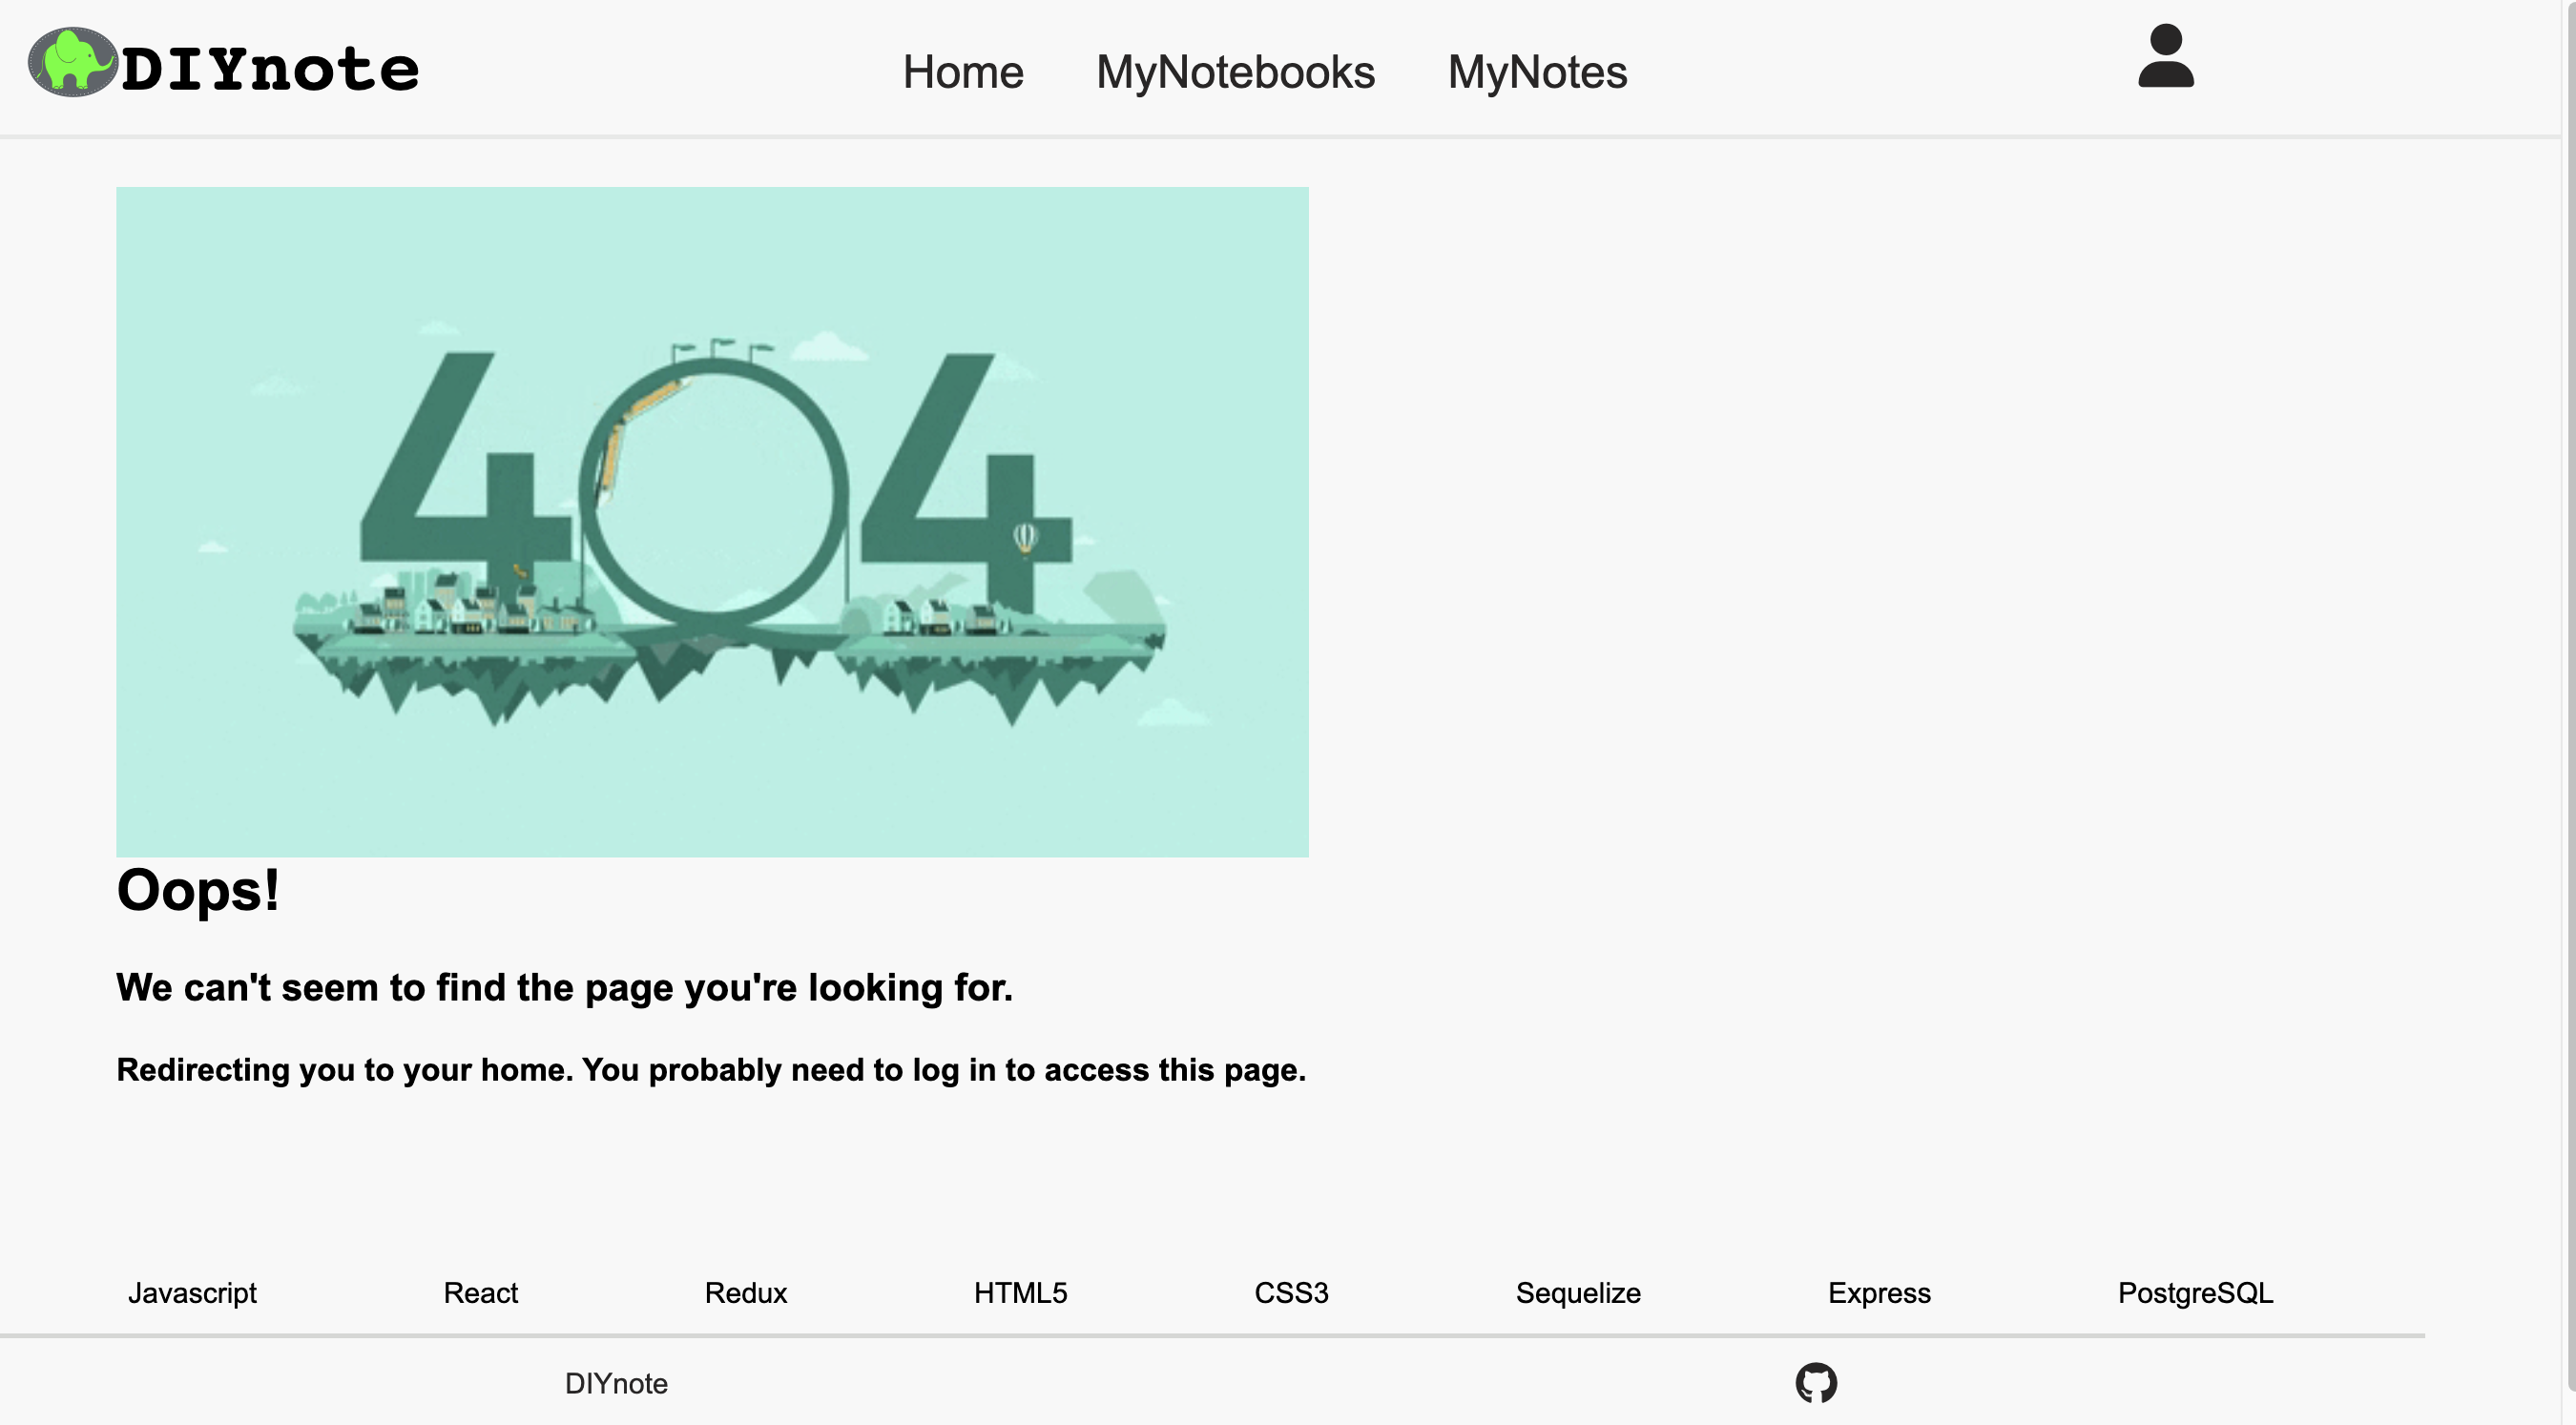 DIYnote
Home MyNotebooks MyNotes
404
Oops!
We can't seem to find the page you're looking for.
Redirecting you to your home. You probably need to log in to access this page.
Javascript React Redux HTML5 CSS3 Sequelize Express PostgreSQL
DIYnote